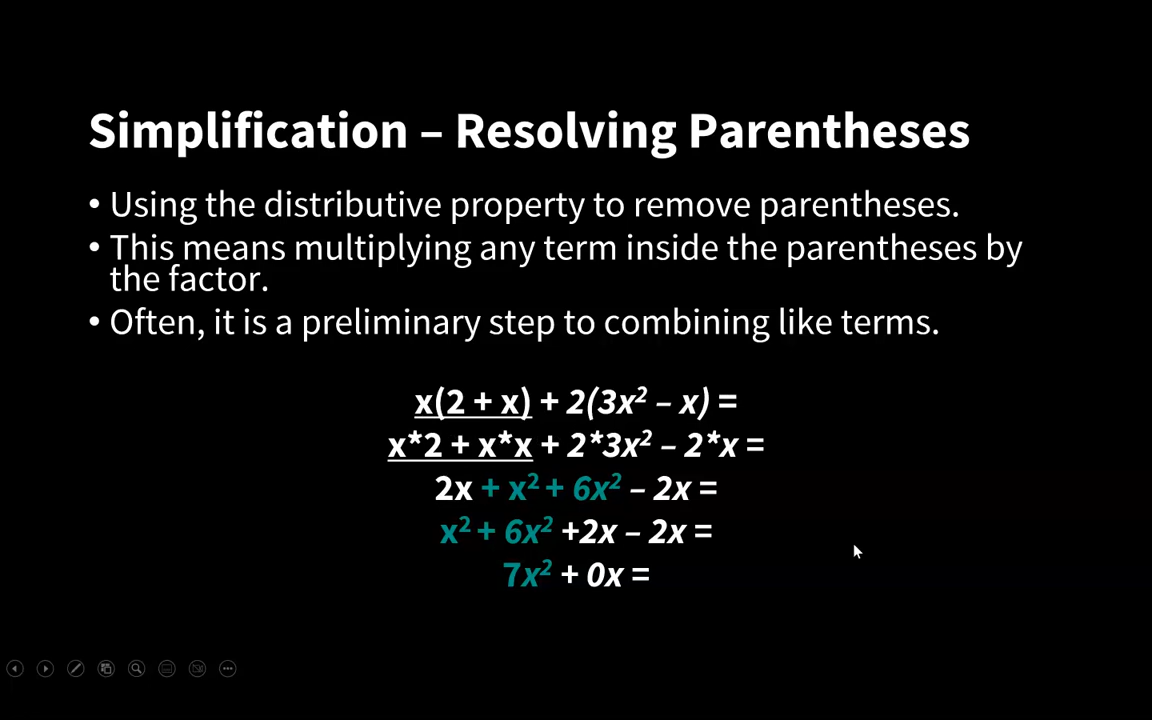 Simplification – Resolving Parentheses
• Using the distributive property to remove parentheses.
• This means multiplying any term inside the parentheses by
the factor.
• Often, it is a preliminary step to combining like terms.
x(2 + x) + 2(3x² – x) =
x*2 + x*x + 2*3x² – 2*x =
2x + x² + 6x² – 2x =
x² + 6x² +2x – 2x =
7x² + 0x =